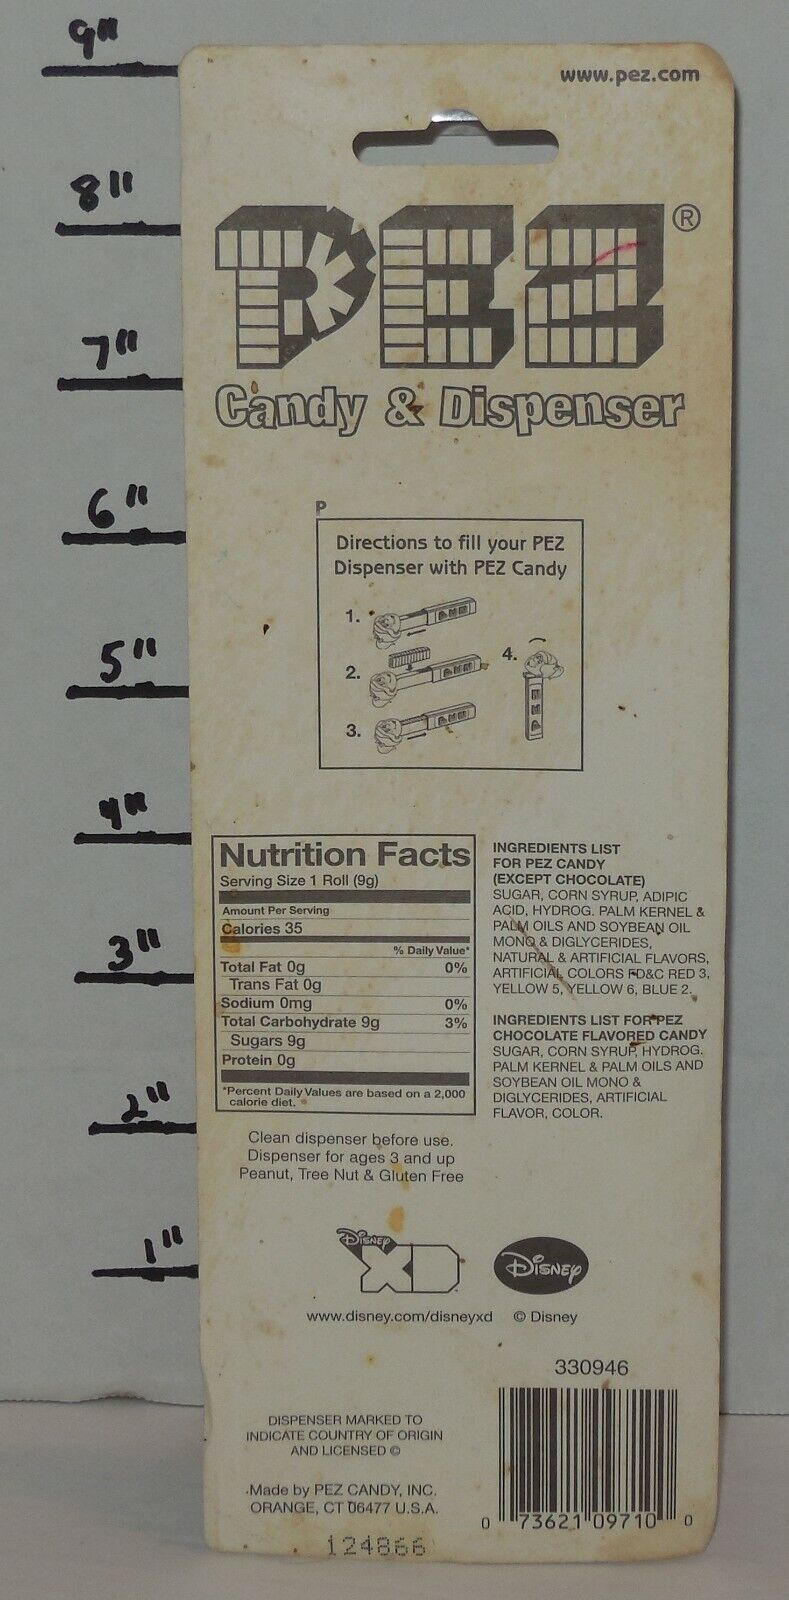 9"
8"
7"
6"
5"
4"
3"
2"
1"
www.pez.com
PEZ®
Candy & Dispenser
P
Directions to fill your PEZ
Dispenser with PEZ Candy
1.
2.
3.
4.
Nutrition Facts
Serving Size 1 Roll (9g)
Amount Per Serving
Calories 35
% Daily Value*
Total Fat 0g 0%
Trans Fat 0g
Sodium 0mg 0%
Total Carbohydrate 9g 3%
Sugars 9g
Protein 0g
*Percent Daily Values are based on a 2,000
calorie diet.
INGREDIENTS LIST
FOR PEZ CANDY
(EXCEPT CHOCOLATE)
SUGAR, CORN SYRUP, ADIPIC
ACID, HYDROG. PALM KERNEL &
PALM OILS AND SOYBEAN OIL
MONO & DIGLYCERIDES,
NATURAL & ARTIFICIAL FLAVORS,
ARTIFICIAL COLORS FD&C RED 3,
YELLOW 5, YELLOW 6, BLUE 2.
INGREDIENTS LIST FOR PEZ
CHOCOLATE FLAVORED CANDY
SUGAR, CORN SYRUP, HYDROG.
PALM KERNEL & PALM OILS AND
SOYBEAN OIL MONO &
DIGLYCERIDES, ARTIFICIAL
FLAVOR, COLOR.
Clean dispenser before use.
Dispenser for ages 3 and up
Peanut, Tree Nut & Gluten Free
Disney
XD
Disney
www.disney.com/disneyxd © Disney
330946
DISPENSER MARKED TO
INDICATE COUNTRY OF ORIGIN
AND LICENSED ©
Made by PEZ CANDY, INC.
ORANGE, CT 06477 U.S.A.
0 73621 09710 0
124866